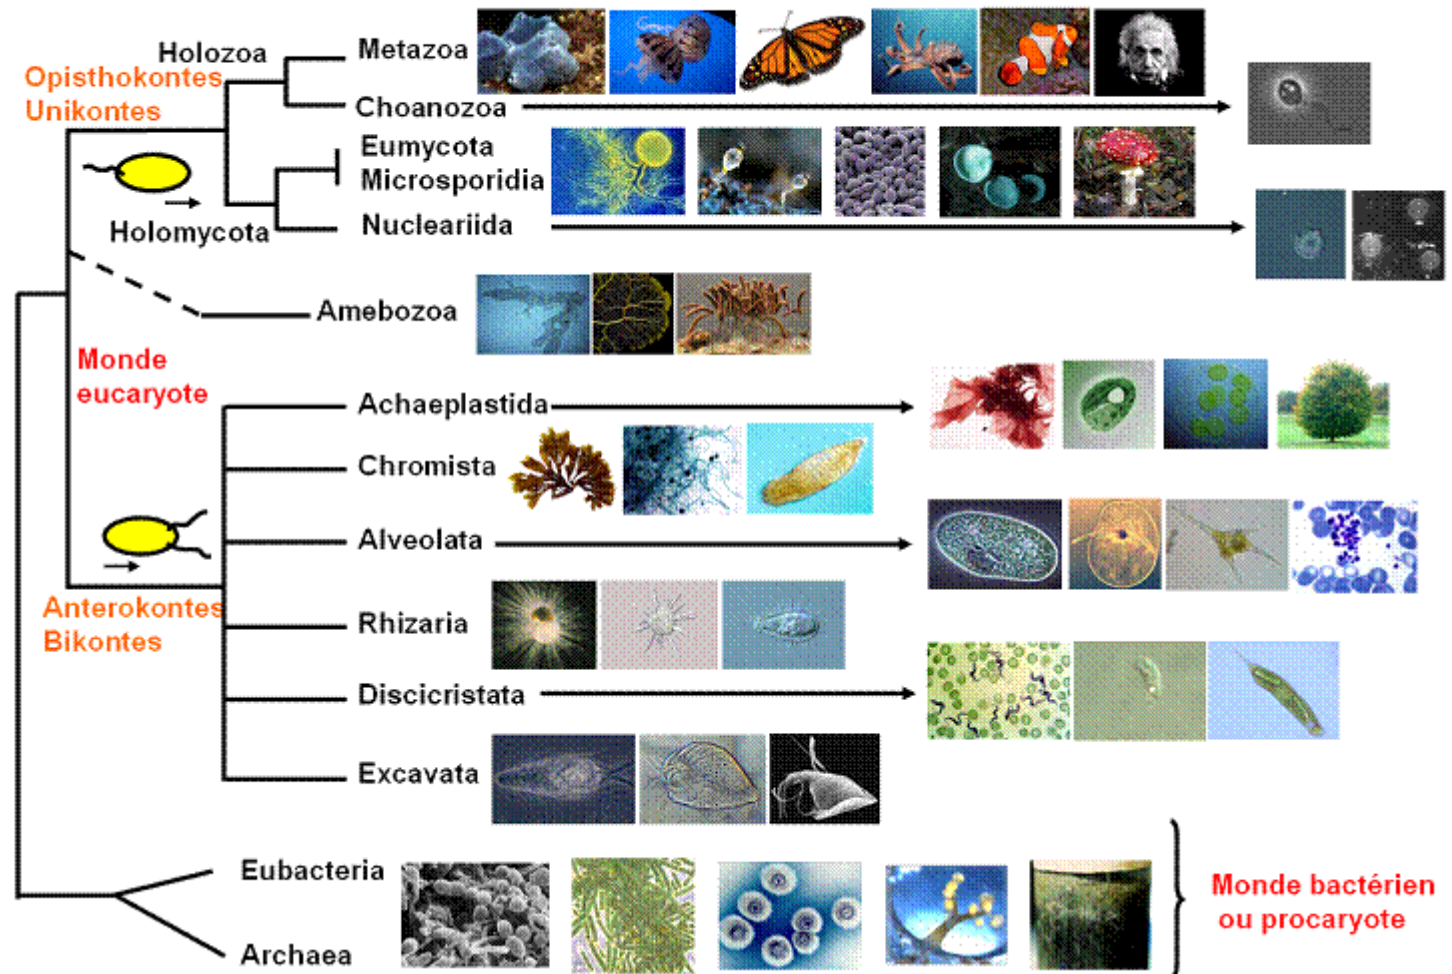 Holozoa
Metazoa
Opisthokontes
Unikontes
Choanozoa
Eumycota
Microsporidia
Nucleariida
Holomycota
Amebozoa
Monde
eucaryote
Achaeplastida
Chromista
Alveolata
Anterokontes
Bikontes
Rhizaria
Discicristata
Excavata
Eubacteria
Archaea
Monde bactérien
ou procaryote